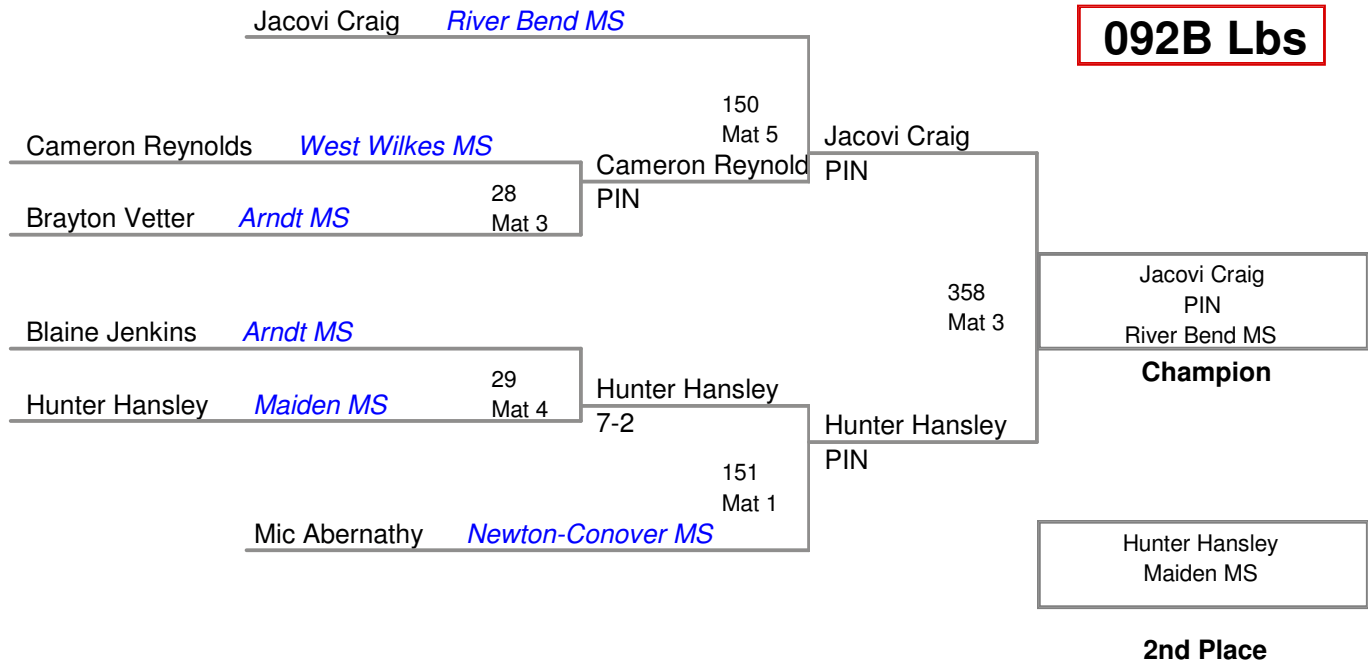 Jacovi Craig River Bend MS
092B Lbs
150
Mat 5
Jacovi Craig
PIN
Cameron Reynolds West Wilkes MS
Cameron Reynold
PIN
28
Mat 3
Brayton Vetter Arndt MS
Jacovi Craig
PIN
River Bend MS
Champion
358
Mat 3
Blaine Jenkins Arndt MS
29
Mat 4
Hunter Hansley Maiden MS
Hunter Hansley
7-2
Hunter Hansley
PIN
151
Mat 1
Mic Abernathy Newton-Conover MS
Hunter Hansley
Maiden MS
2nd Place